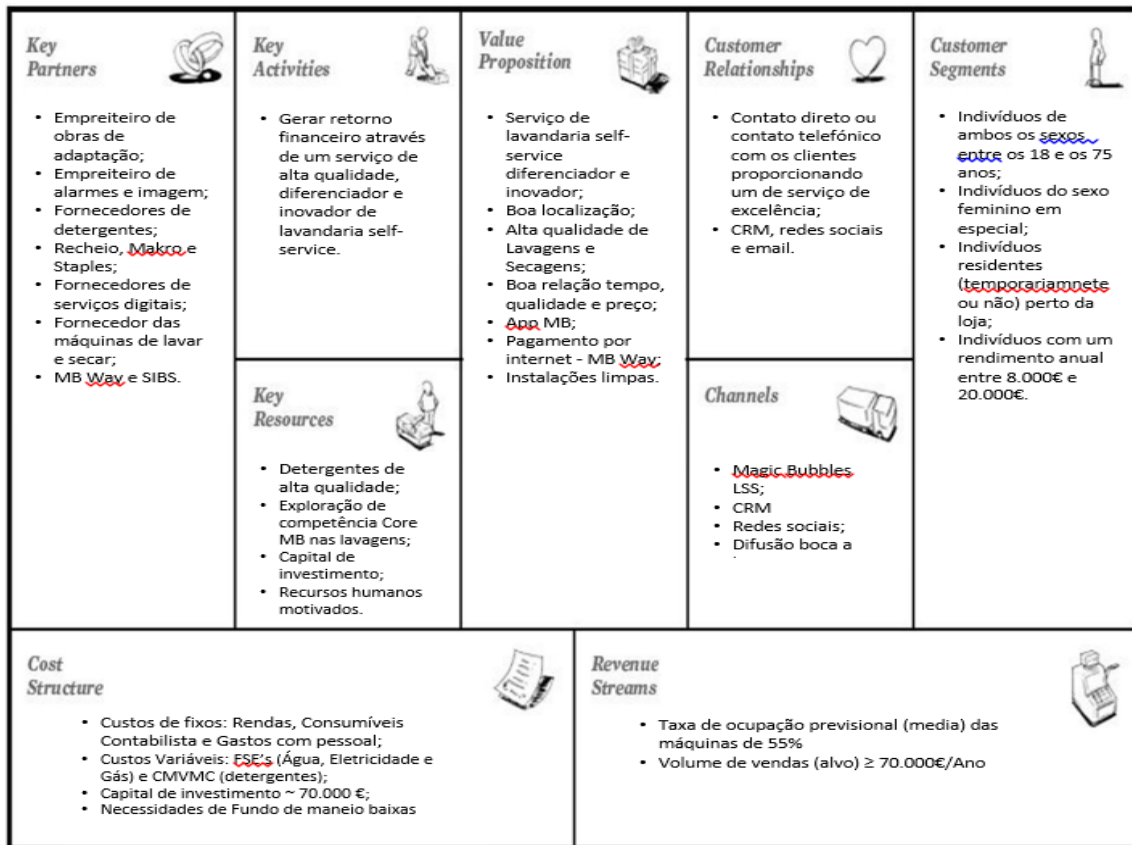 Key
Partners
• Empreiteiro de
obras de
adaptação;
• Empreiteiro de
alarmes e imagem;
• Fornecedores de
detergentes;
• Recheio, Makro e
Staples;
• Fornecedores de
serviços digitais;
• Fornecedor das
máquinas de lavar
e secar;
• MB Way e SIBS.
Key
Activities
• Gerar retorno
financeiro através
de um serviço de
alta qualidade,
diferenciador e
inovador de
lavandaria self-
service.
Key
Resources
• Detergentes de
alta qualidade;
• Exploração de
competência Core
MB nas lavagens;
• Capital de
investimento;
• Recursos humanos
motivados.
Value
Proposition
• Serviço de
lavandaria self-
service
diferenciador e
inovador;
• Boa localização;
• Alta qualidade de
Lavagens e
Secagens;
• Boa relação tempo,
qualidade e preço;
• App MB;
• Pagamento por
internet - MB Way;
• Instalações limpas.
Customer
Relationships
• Contato direto ou
contato telefónico
com os clientes
proporcionando
um de serviço de
excelência;
• CRM, redes sociais
e email.
Channels
• Magic Bubbles
LSS;
• CRM
• Redes sociais;
• Difusão boca a
Customer
Segments
• Indivíduos de
ambos os sexos
entre os 18 e os 75
anos;
• Indivíduos do sexo
feminino em
especial;
• Indivíduos
residentes
(temporariamnete
ou não) perto da
loja;
• Indivíduos com um
rendimento anual
entre 8.000€ e
20.000€.
Cost
Structure
• Custos de fixos: Rendas, Consumíveis
Contabilista e Gastos com pessoal;
• Custos Variáveis: FSE's (Água, Eletricidade e
Gás) e CMVMC (detergentes);
• Capital de investimento ~ 70.000 €;
• Necessidades de Fundo de maneio baixas
Revenue
Streams
• Taxa de ocupação previsional (media) das
máquinas de 55%
• Volume de vendas (alvo) ≥ 70.000€/Ano